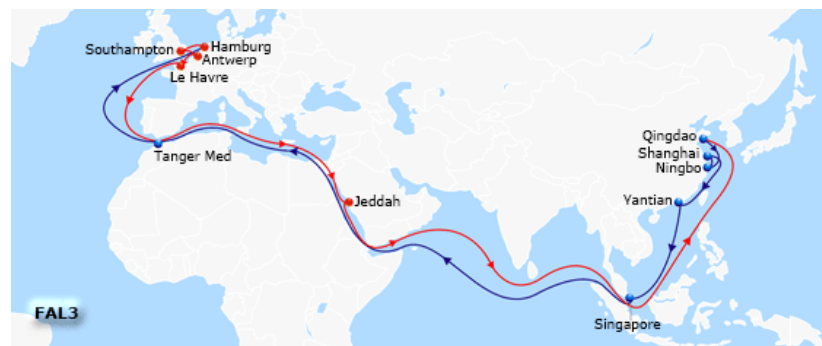 Southampton
Hamburg
Antwerp
Le Havre
Tanger Med
Jeddah
Qingdao
Shanghai
Ningbo
Yantian
Singapore
FAL3